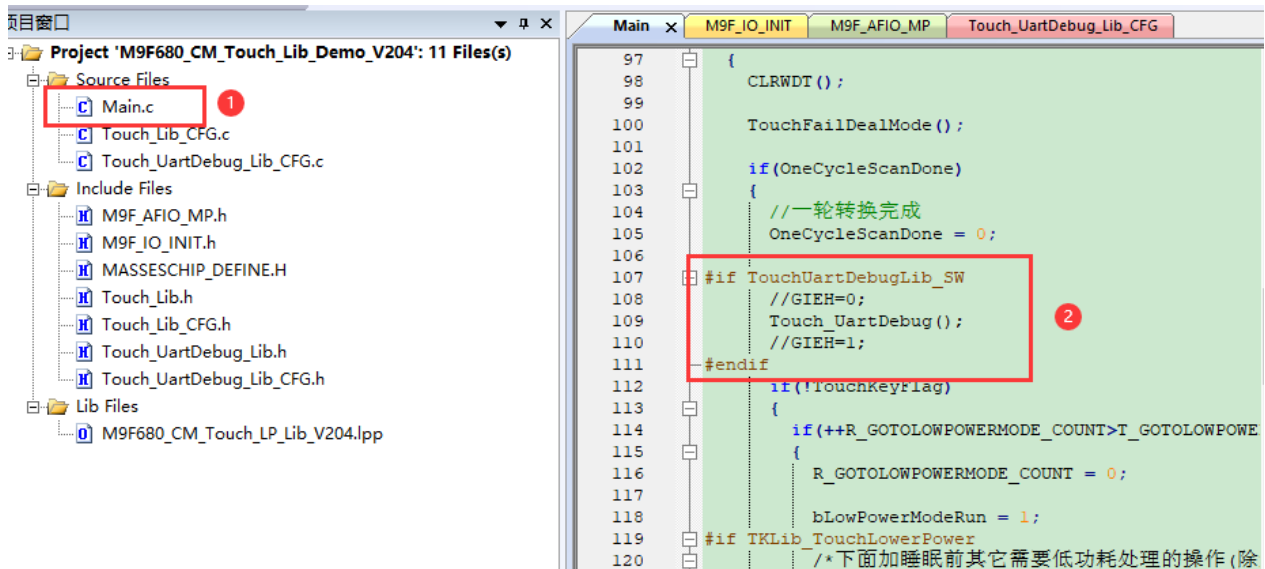 项目窗口
Project 'M9F680_CM_Touch_Lib_Demo_V204': 11 Files(s)
Source Files
Main.c
1
Touch_Lib_CFG.c
Touch_UartDebug_Lib_CFG.c
Include Files
M9F_AFIO_MP.h
M9F_IO_INIT.h
MASSESCHIP_DEFINE.H
Touch_Lib.h
Touch_Lib_CFG.h
Touch_UartDebug_Lib.h
Touch_UartDebug_Lib_CFG.h
Lib Files
M9F680_CM_Touch_LP_Lib_V204.lpp
Main M9F_IO_INIT M9F_AFIO_MP Touch_UartDebug_Lib_CFG
97 {
98 CLRWDT();
99
100 TouchFailDealMode();
101
102 if(OneCycleScanDone)
103 {
104 //一轮转换完成
105 OneCycleScanDone = 0;
106
107 #if TouchUartDebugLib_SW
108 //GIEH=0;
109 Touch_UartDebug();
110 //GIEH=1;
111 #endif
2
112 if(!TouchKeyFlag)
113 {
114 if(++R_GOTOLOWPOWERMODE_COUNT>T_GOTOLOWPOWE
115 {
116 R_GOTOLOWPOWERMODE_COUNT = 0;
117
118 bLowPowerModeRun = 1;
119 #if TKLib_TouchLowerPower
120 /*下面加睡眠前其它需要低功耗处理的操作(除